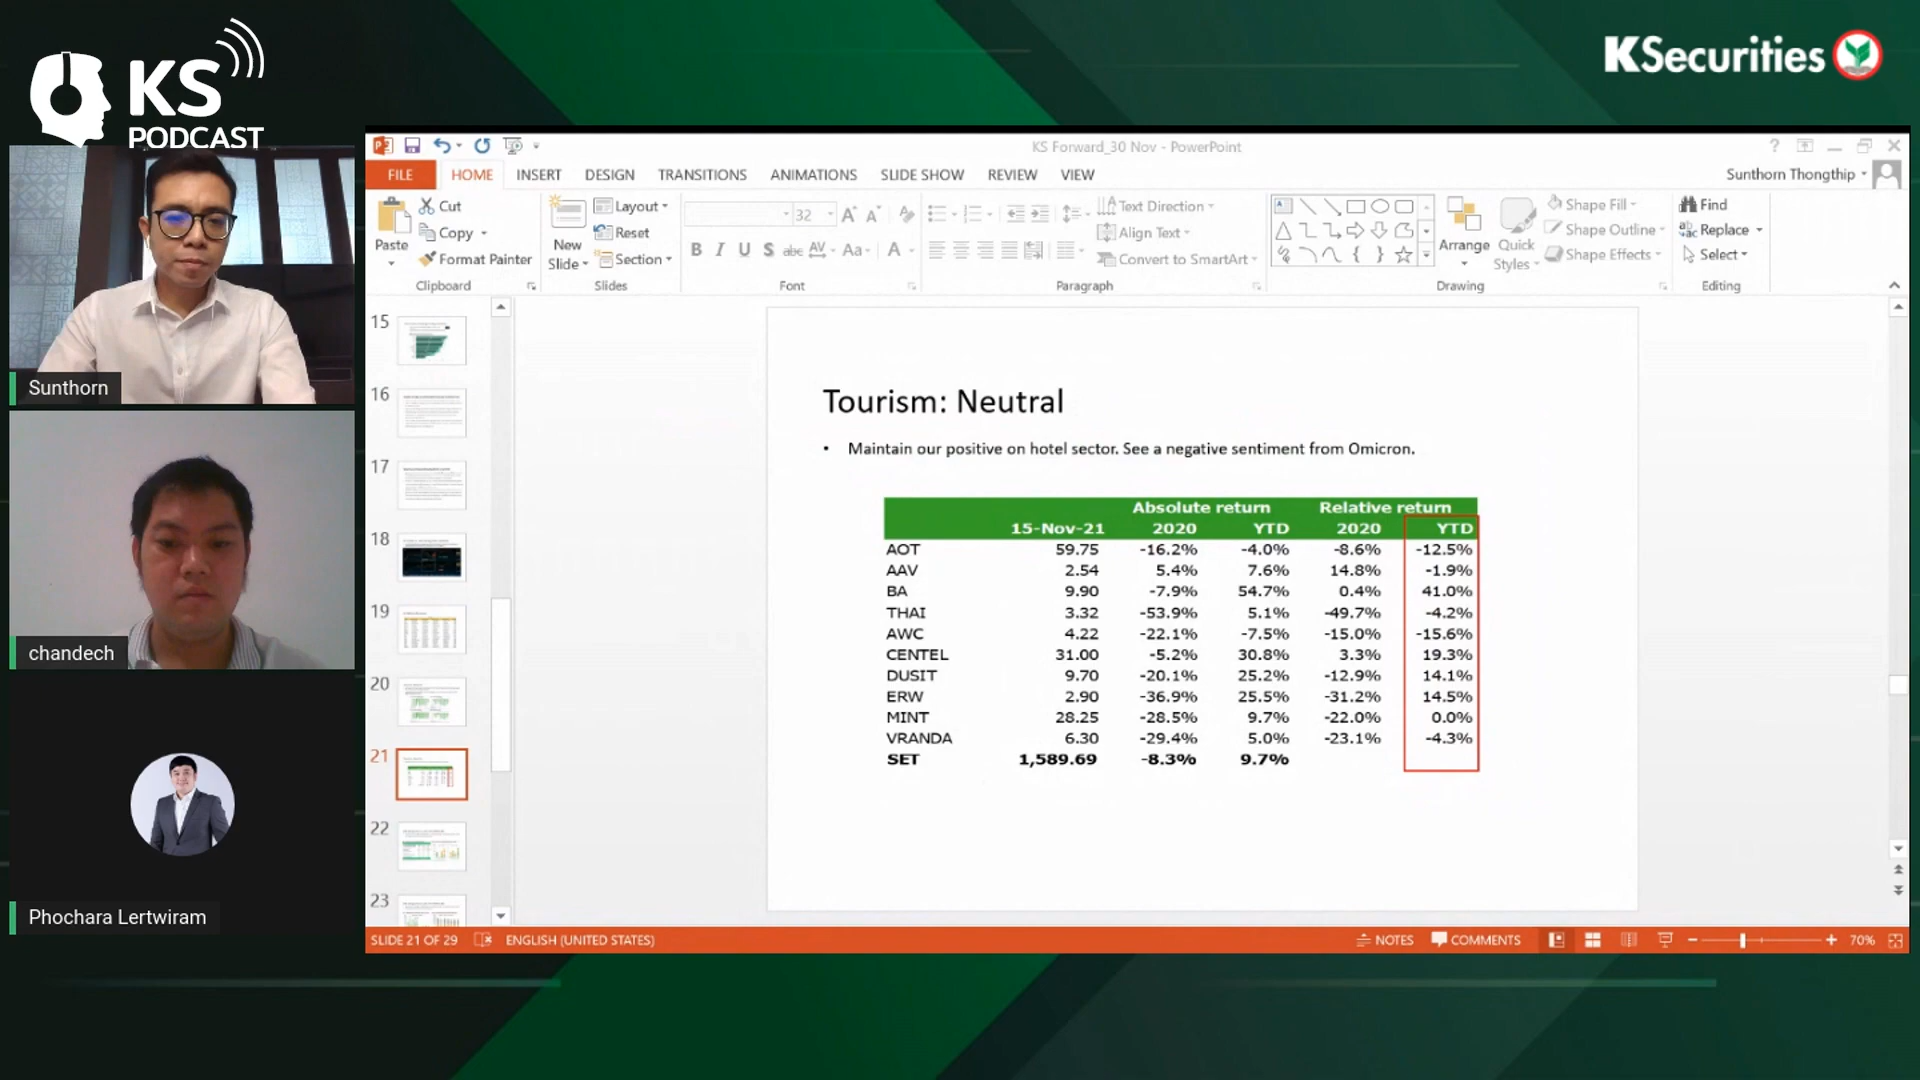 KS
PODCAST
KSecurities
KS Forward_30 Nov - PowerPoint
FILE HOME INSERT DESIGN TRANSITIONS ANIMATIONS SLIDE SHOW REVIEW VIEW
Sunthorn Thongthip
Paste
Cut
Copy
Format Painter
Clipboard
New
Slide
Layout
Reset
Section
Slides
32
B I U S abc AV Aa A
Font
Text Direction
Align Text
Convert to SmartArt
Paragraph
Arrange
Quick
Styles
Shape Fill
Shape Outline
Shape Effects
Drawing
Find
Replace
Select
Editing
Sunthorn
chandech
Phochara Lertwiram
15
16
17
18
19
20
21
22
23
Tourism: Neutral
• Maintain our positive on hotel sector. See a negative sentiment from Omicron.
Absolute return Relative return
15-Nov-21 2020 YTD 2020 YTD
AOT 59.75 -16.2% -4.0% -8.6% -12.5%
AAV 2.54 5.4% 7.6% 14.8% -1.9%
BA 9.90 -7.9% 54.7% 0.4% 41.0%
THAI 3.32 -53.9% 5.1% -49.7% -4.2%
AWC 4.22 -22.1% -7.5% -15.0% -15.6%
CENTEL 31.00 -5.2% 30.8% 3.3% 19.3%
DUSIT 9.70 -20.1% 25.2% -12.9% 14.1%
ERW 2.90 -36.9% 25.5% -31.2% 14.5%
MINT 28.25 -28.5% 9.7% -22.0% 0.0%
VRANDA 6.30 -29.4% 5.0% -23.1% -4.3%
SET 1,589.69 -8.3% 9.7%
SLIDE 21 OF 29 ENGLISH (UNITED STATES) NOTES COMMENTS 70%